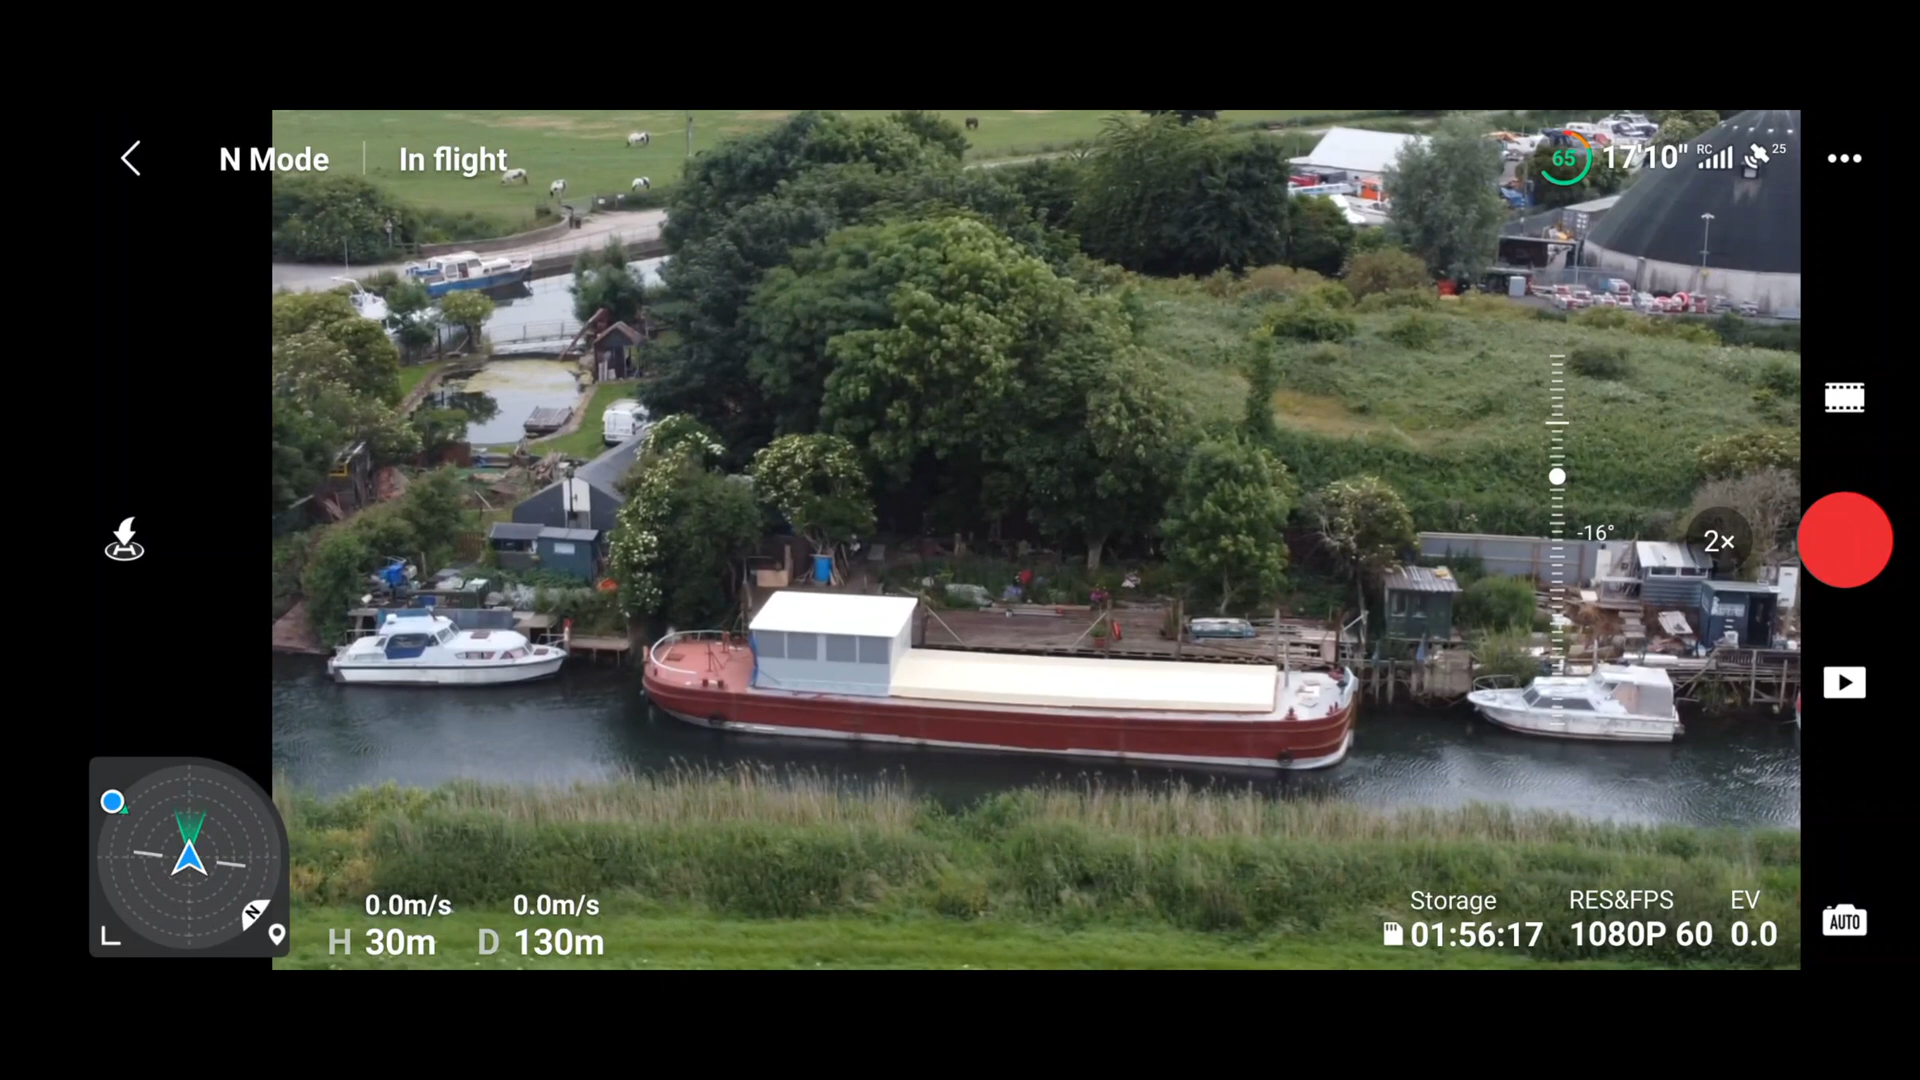 N Mode In flight
65 17'10" RC 25
-16°
2×
N
0.0m/s 0.0m/s
H 30m D 130m
Storage RES&FPS EV
01:56:17 1080P 60 0.0
AUTO